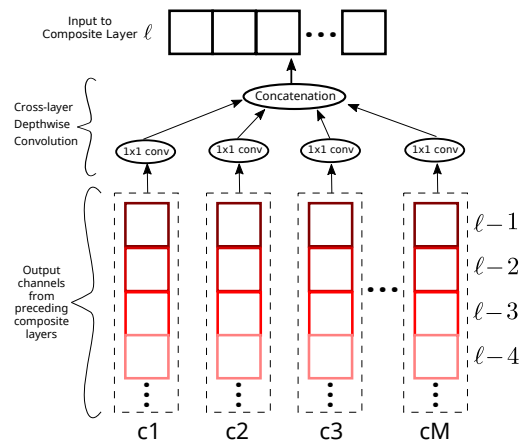 Input to
Composite Layer ℓ
Concatenation
Cross-layer
Depthwise
Convolution
1x1 conv 1x1 conv 1x1 conv 1x1 conv
Output
channels
from
preceding
composite
layers
ℓ−1
ℓ−2
ℓ−3
ℓ−4
c1 c2 c3 cM